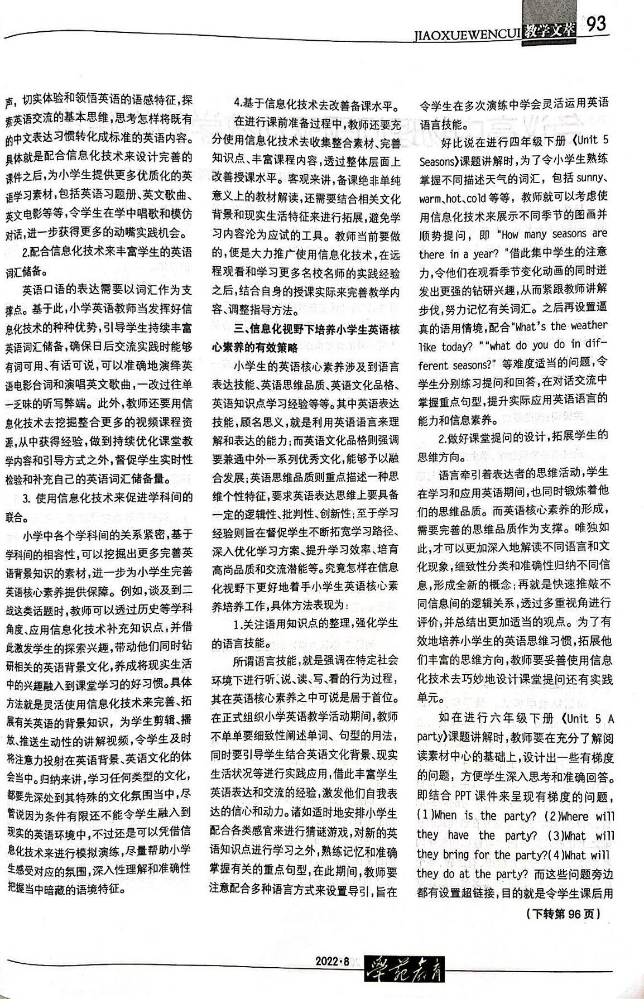 JIAOXUEWENCUI 教学文萃 93
声，切实体验和领悟英语的语感特征，探
索英语交流的基本思维，思考怎样将既有
的中文表达习惯转化成标准的英语内容。
具体就是配合信息化技术来设计完善的
课件之后，为小学生提供更多优质化的英
语学习素材，包括英语习题册、英文歌曲、
英文电影等等，令学生在学中唱歌和模仿
对话，进一步获得更多的动嘴实践机会。
2.配合信息化技术来丰富学生的英语
词汇储备。
英语口语的表达需要以词汇作为支
撑点。基于此，小学英语教师当发挥好信
息化技术的种种优势，引导学生持续丰富
英语词汇储备，确保日后交流实践时能够
有词可用、有话可说，可以准确地演绎英
语电影台词和演唱英文歌曲，一改过往单
一乏味的听写弊端。此外，教师还要用信
息化技术去挖掘整合更多的视频课程资
源，从中获得经验，做到持续优化课堂教
学内容和引导方式之外，督促学生实时性
检验和补充自己的英语词汇储备量。
3. 使用信息化技术来促进学科间的
联合。
小学中各个学科间的关系紧密，基于
学科间的相容性，可以挖掘出更多完善英
语背景知识的素材，进一步为小学生完善
英语核心素养提供保障。例如，谈及到二
战这类话题时，教师可以透过历史等学科
角度、应用信息化技术补充知识点，并借
此激发学生的探索兴趣，带动他们同时钻
研相关的英语背景文化，养成将现实生活
中的兴趣融入到课堂学习的好习惯。具体
方法就是灵活使用信息化技术来完善、拓
展有关英语的背景知识，为学生剪辑、播
放、推送生动性的讲解视频，令学生及时
将注意力投射在英语背景、英语文化的体
会当中。归纳来讲，学习任何类型的文化，
都要先深处到其特殊的文化氛围当中，尽
管说因为条件有限还不能令学生融入到
现实的英语环境中，不过还是可以凭借信
息化技术来进行模拟演练，尽量帮助小学
生感受对应的氛围，深入性理解和准确性
把握当中暗藏的语境特征。
4.基于信息化技术去改善备课水平。
在进行课前准备过程中，教师还要充
分使用信息化技术去收集整合素材、完善
知识点、丰富课程内容，透过整体层面上
改善授课水平。客观来讲，备课绝非单纯
意义上的教材解读，还需要结合相关文化
背景和现实生活特征来进行拓展，避免学
习内容沦为应试的工具。教师当前要做
的，便是大力推广使用信息化技术，在远
程观看和学习更多名校名师的实践经验
之后，结合自身的授课实际来完善教学内
容、调整指导方法。
三、信息化视野下培养小学生英语核
心素养的有效策略
小学生的英语核心素养涉及到语言
表达技能、英语思维品质、英语文化品格、
英语知识点学习经验等等。其中英语表达
技能，顾名思义，就是利用英语语言来理
解和表达的能力；而英语文化品格则强调
要兼通中外一系列优秀文化，能够予以融
合发展；英语思维品质则重点描述一种思
维个性特征，要求英语表达思维上要具备
一定的逻辑性、批判性、创新性；至于学习
经验则旨在督促学生不断拓宽学习路径、
深入优化学习方案、提升学习效率、培育
高尚品质和交流潜能等。究竟怎样在信息
化视野下更好地着手小学生英语核心素
养培养工作，具体方法表现为：
1.关注语用知识点的整理，强化学生
的语言技能。
所谓语言技能，就是强调在特定社会
环境下进行听、说、读、写、看的行为过程，
其在英语核心素养之中可说是居于首位。
在正式组织小学英语教学活动期间，教师
不单单要细致性阐述单词、句型的用法，
同时要引导学生结合英语文化背景、现实
生活状况等进行实践应用，借此丰富学生
英语表达和交流的经验，激发他们自我表
达的信心和动力。诸如适时地安排小学生
配合各类感官来进行猜谜游戏，对新的英
语知识点进行学习之外，熟练记忆和准确
掌握有关的重点句型，在此期间，教师要
注意配合多种语言方式来设置导引，旨在
令学生在多次演练中学会灵活运用英语
语言技能。
好比说在进行四年级下册《Unit 5
Seasons》课题讲解时，为了令小学生熟练
掌握不同描述天气的词汇，包括 sunny、
warm、hot、cold 等等，教师就可以考虑使
用信息化技术来展示不同季节的图画并
顺势提问，即 “How many seasons are
there in a year? ”借此集中学生的注意
力，令他们在观看季节变化动画的同时迸
发出更强的钻研兴趣，从而紧跟教师讲解
步伐，努力记忆有关词汇。之后再设置逼
真的语用情境，配合“What's the weather
like today? ”“what do you do in dif-
ferent seasons?” 等难度适当的问题，令
学生分别练习提问和回答，在对话交流中
掌握重点句型，提升实际应用英语语言的
能力和信息素养。
2.做好课堂提问的设计，拓展学生的
思维方向。
语言牵引着表达者的思维活动，学生
在学习和应用英语期间，也同时锻炼着他
们的思维品质。而英语核心素养的形成，
需要完善的思维品质作为支撑。唯独如
此，才可以更加深入地解读不同语言和文
化现象，细致性分类和准确性归纳不同信
息，形成全新的概念；再就是快速推敲不
同信息间的逻辑关系，透过多重视角进行
评价，并总结出更加适当的观点。为了有
效地培养小学生的英语思维习惯，拓展他
们丰富的思维方向，教师要妥善使用信息
化技术去巧妙地设计课堂提问还有实践
单元。
如在进行六年级下册《Unit 5 A
party》课题讲解时，教师要在充分了解阅
读素材中心的基础上，设计出一些有梯度
的问题，方便学生深入思考和准确回答。
即结合 PPT 课件来呈现有梯度的问题，
(1)When is the party? (2)Where will
they have the party? (3)What will
they bring for the party?(4)What will
they do at the party? 而这些问题旁边
都有设置超链接，目的就是令学生课后用
（下转第 96 页）
2022·8 学苑教育